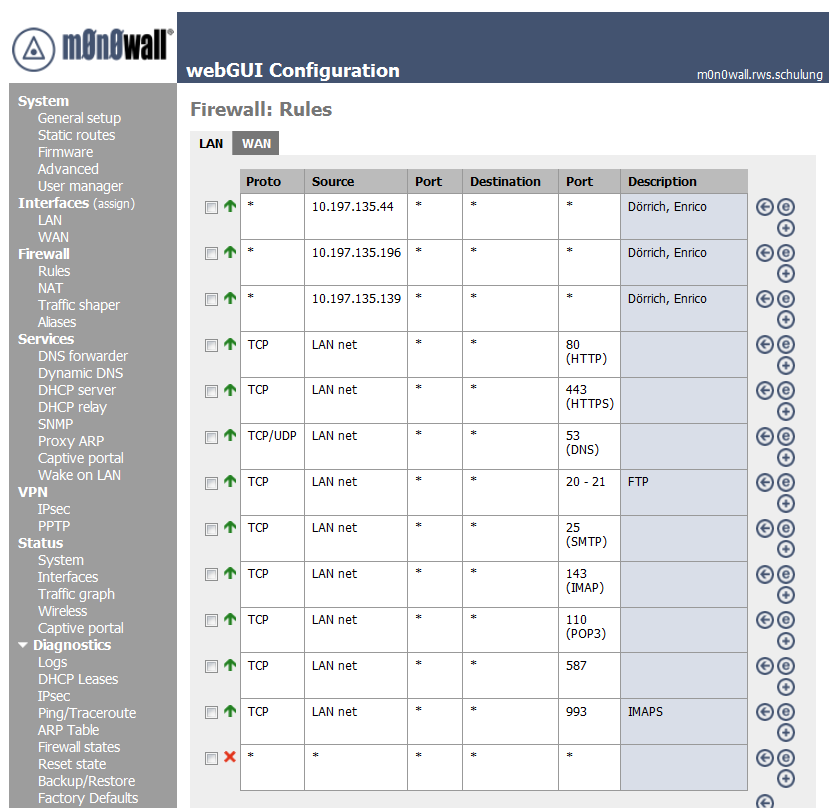 m0n0wall®
webGUI Configuration
m0n0wall.rws.schulung
System
General setup
Static routes
Firmware
Advanced
User manager
Interfaces (assign)
LAN
WAN
Firewall
Rules
NAT
Traffic shaper
Aliases
Services
DNS forwarder
Dynamic DNS
DHCP server
DHCP relay
SNMP
Proxy ARP
Captive portal
Wake on LAN
VPN
IPsec
PPTP
Status
System
Interfaces
Traffic graph
Wireless
Captive portal
Diagnostics
Logs
DHCP Leases
IPsec
Ping/Traceroute
ARP Table
Firewall states
Reset state
Backup/Restore
Factory Defaults
Firewall: Rules
LAN WAN
Proto Source Port Destination Port Description
* 10.197.135.44 * * * Dörrich, Enrico
* 10.197.135.196 * * * Dörrich, Enrico
* 10.197.135.139 * * * Dörrich, Enrico
TCP LAN net * * 80
(HTTP)
TCP LAN net * * 443
(HTTPS)
TCP/UDP LAN net * * 53
(DNS)
TCP LAN net * * 20 - 21 FTP
TCP LAN net * * 25
(SMTP)
TCP LAN net * * 143
(IMAP)
TCP LAN net * * 110
(POP3)
TCP LAN net * * 587
TCP LAN net * * 993 IMAPS
* * * * *